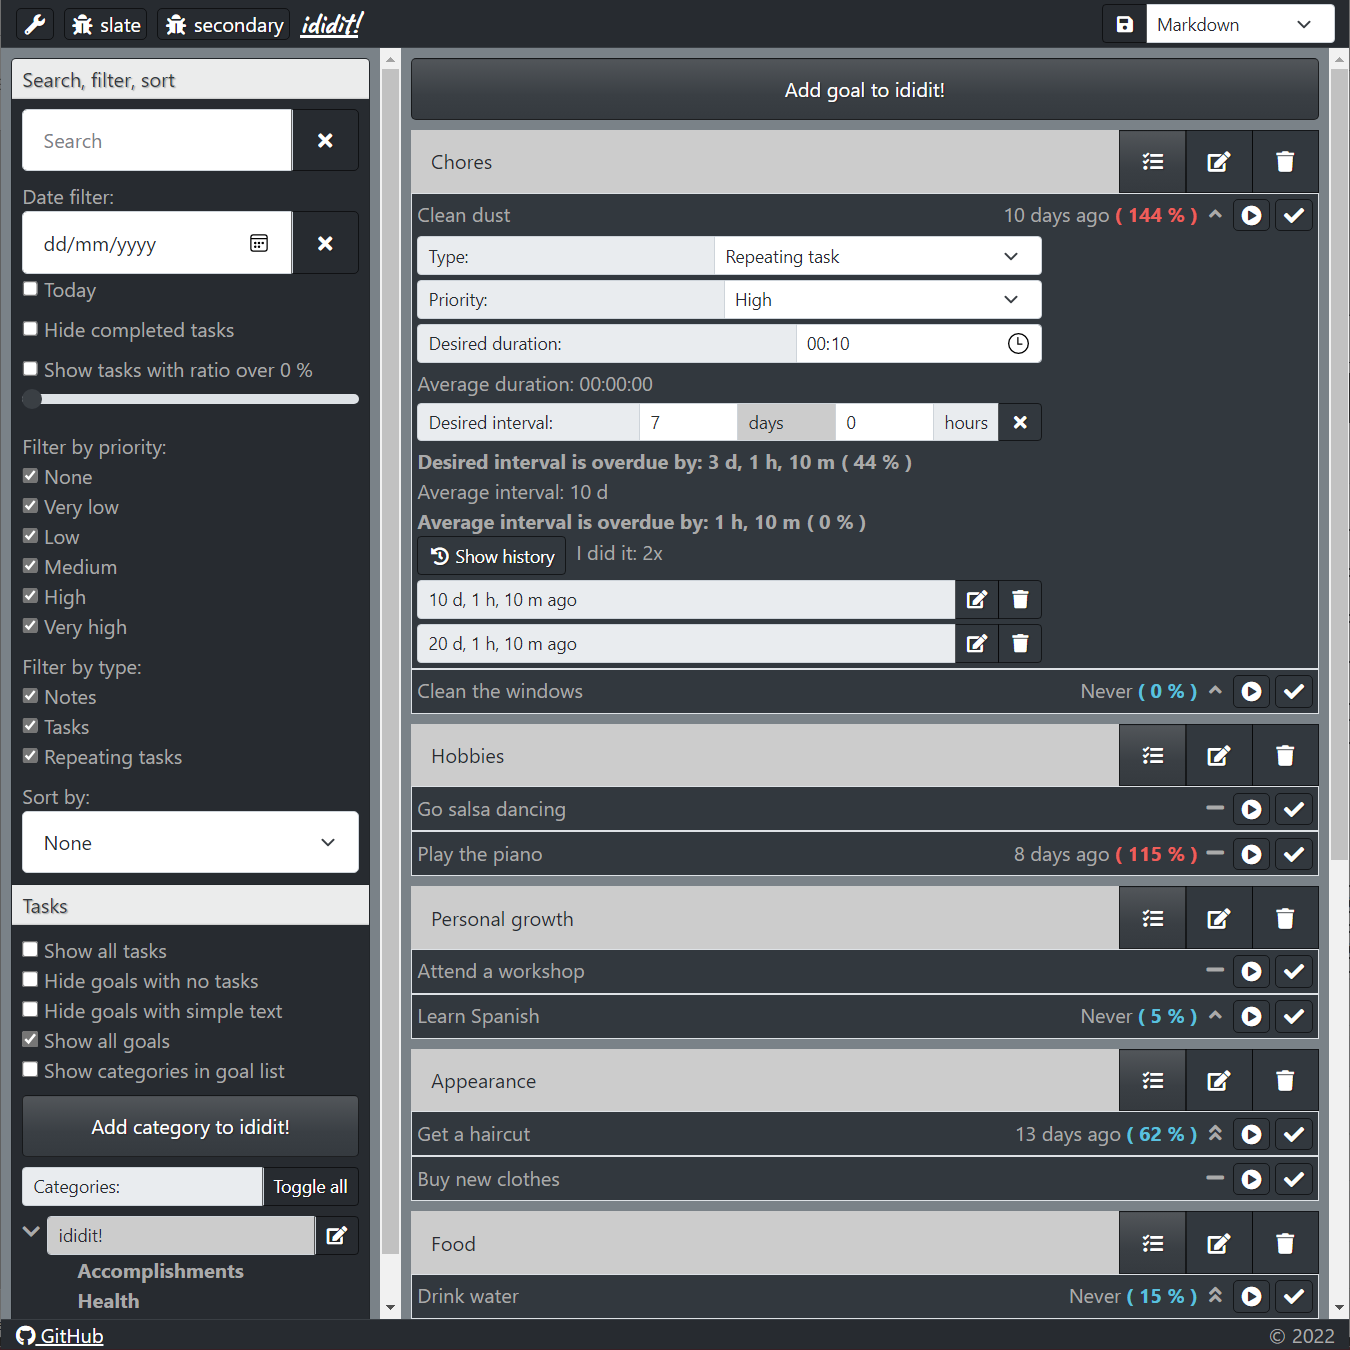 slate secondary ididit! Markdown
Search, filter, sort
Search
Date filter:
dd/mm/yyyy
Today
Hide completed tasks
Show tasks with ratio over 0 %
Filter by priority:
None
Very low
Low
Medium
High
Very high
Filter by type:
Notes
Tasks
Repeating tasks
Sort by:
None
Tasks
Show all tasks
Hide goals with no tasks
Hide goals with simple text
Show all goals
Show categories in goal list
Add category to ididit!
Categories: Toggle all
ididit!
Accomplishments
Health
Add goal to ididit!
Chores
Clean dust 10 days ago ( 144 % )
Type: Repeating task
Priority: High
Desired duration: 00:10
Average duration: 00:00:00
Desired interval: 7 days 0 hours
Desired interval is overdue by: 3 d, 1 h, 10 m ( 44 % )
Average interval: 10 d
Average interval is overdue by: 1 h, 10 m ( 0 % )
Show history I did it: 2x
10 d, 1 h, 10 m ago
20 d, 1 h, 10 m ago
Clean the windows Never ( 0 % )
Hobbies
Go salsa dancing
Play the piano 8 days ago ( 115 % )
Personal growth
Attend a workshop
Learn Spanish Never ( 5 % )
Appearance
Get a haircut 13 days ago ( 62 % )
Buy new clothes
Food
Drink water Never ( 15 % )
GitHub © 2022